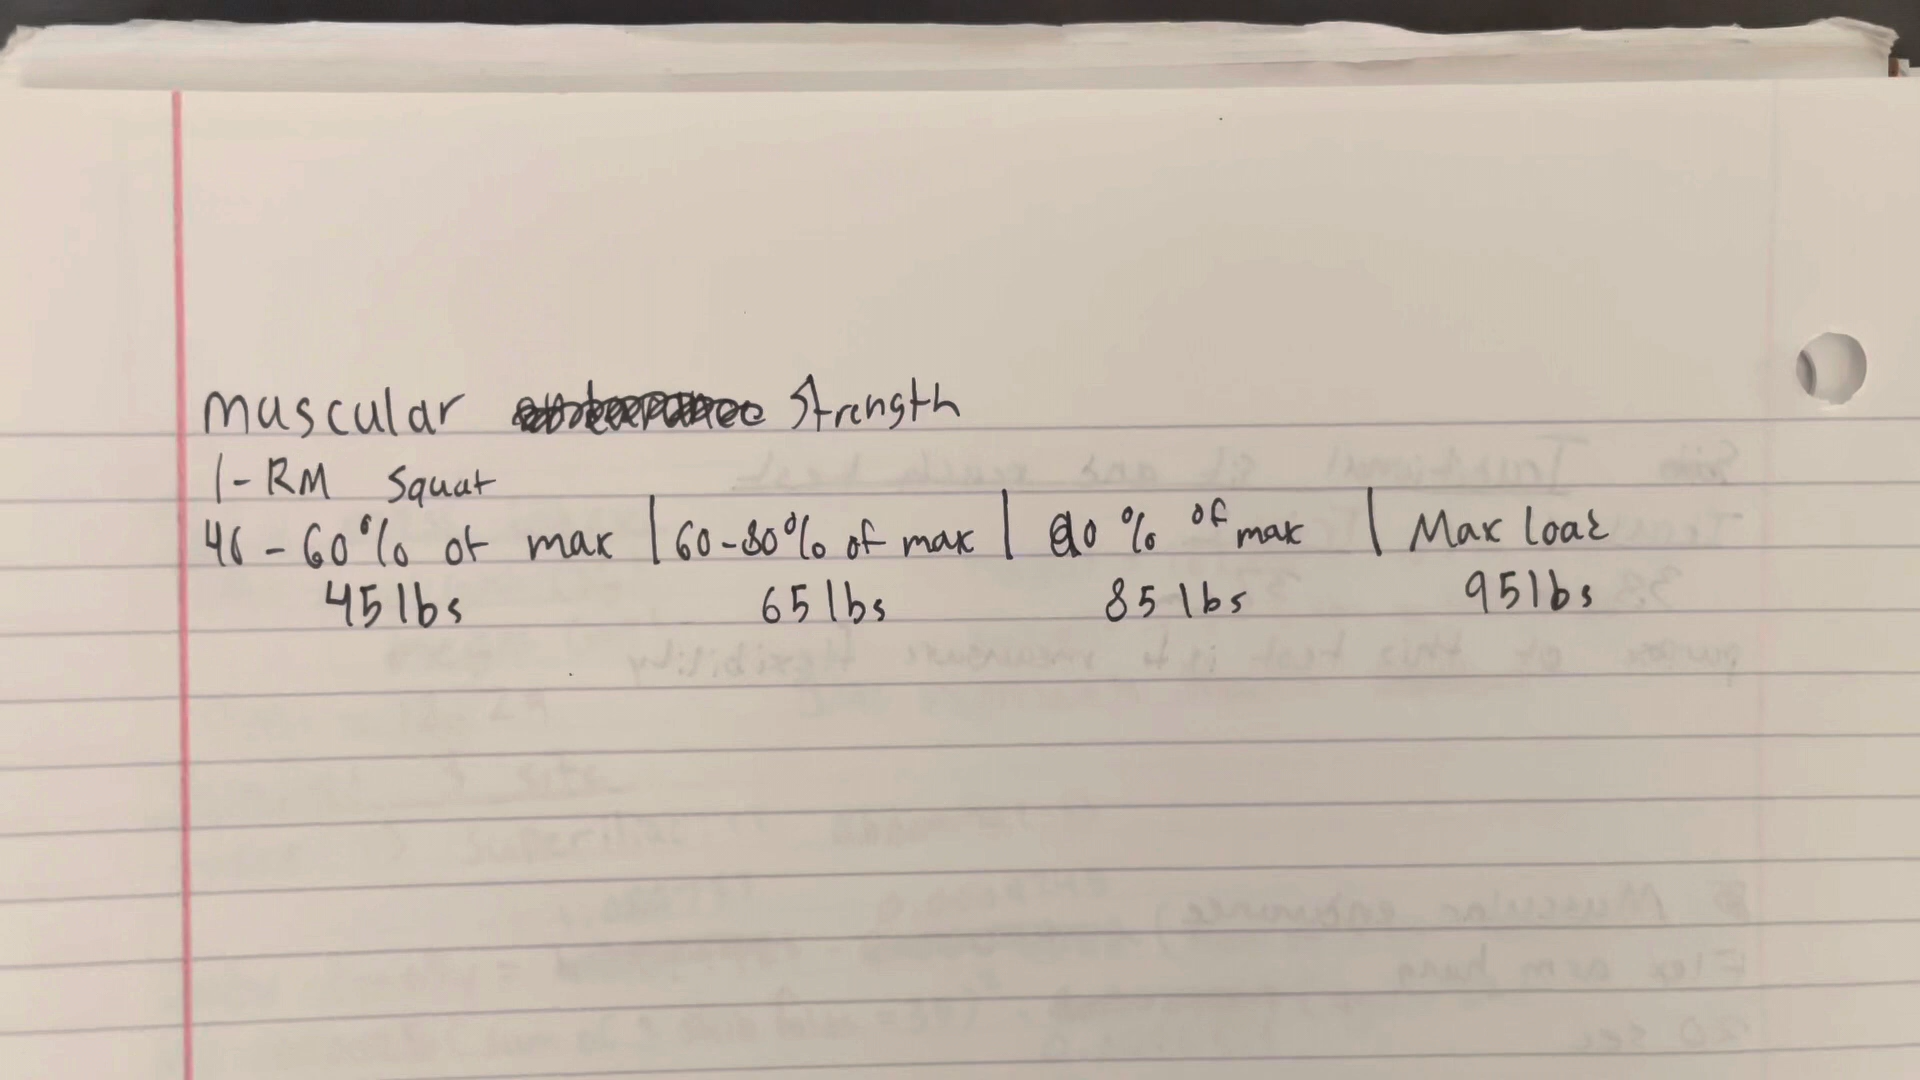 muscular Strength
1-RM Squat
40-60% of max | 60-80% of max | 90% of max | Max load
45lbs 65lbs 85lbs 95lbs